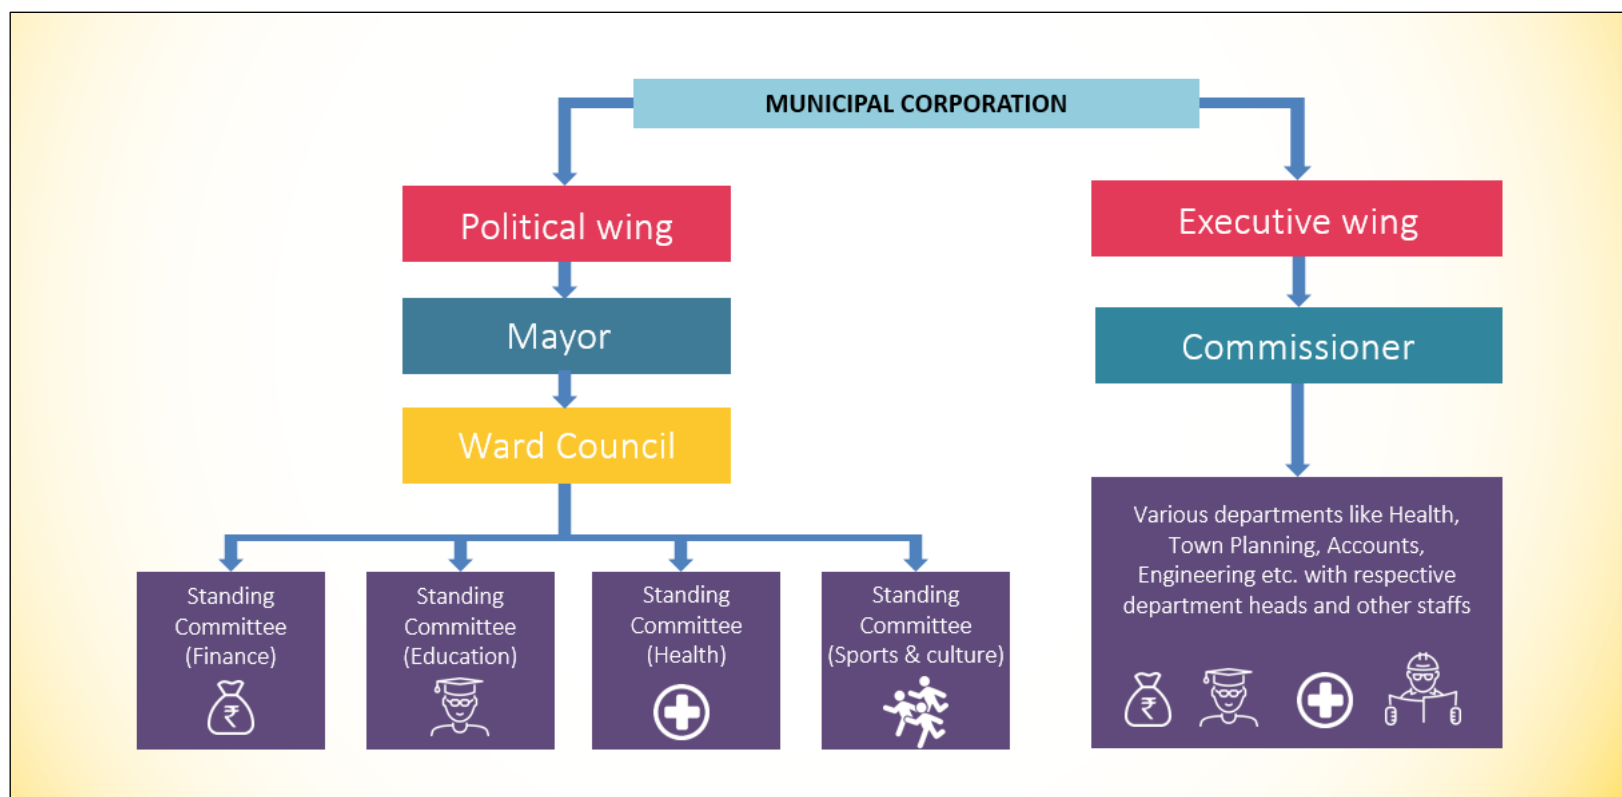 MUNICIPAL CORPORATION
Political wing
Executive wing
Mayor
Commissioner
Ward Council
Standing
Committee
(Finance)
₹
Standing
Committee
(Education)
Standing
Committee
(Health)
Standing
Committee
(Sports & culture)
Various departments like Health,
Town Planning, Accounts,
Engineering etc. with respective
department heads and other staffs
₹